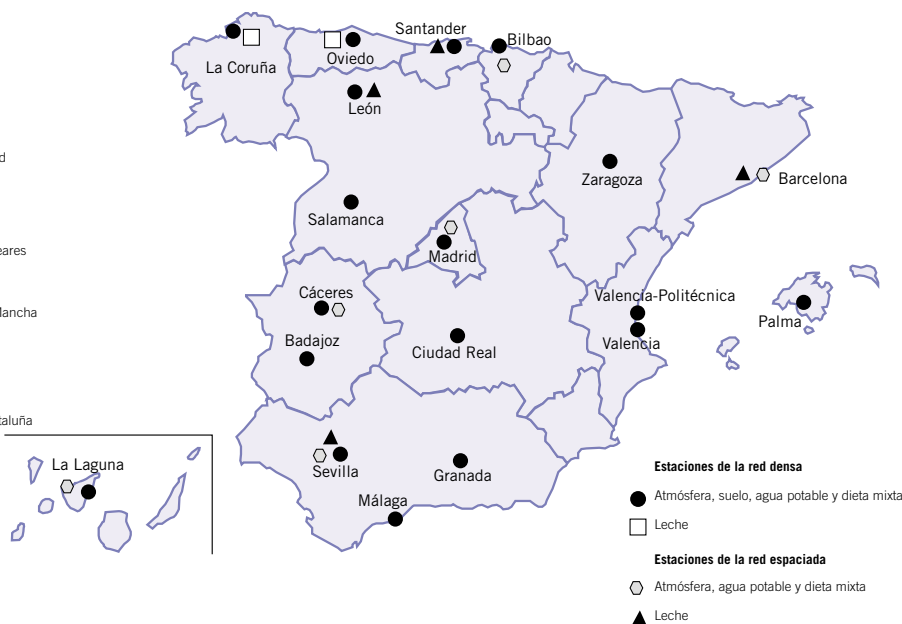 Santander
Bilbao
La Coruña
Oviedo
León
Zaragoza
Barcelona
Salamanca
Madrid
Cáceres
Valencia-Politécnica
Palma
Badajoz
Ciudad Real
Valencia
La Laguna
Sevilla
Granada
Málaga
Estaciones de la red densa
Atmósfera, suelo, agua potable y dieta mixta
Leche
Estaciones de la red espaciada
Atmósfera, agua potable y dieta mixta
Leche